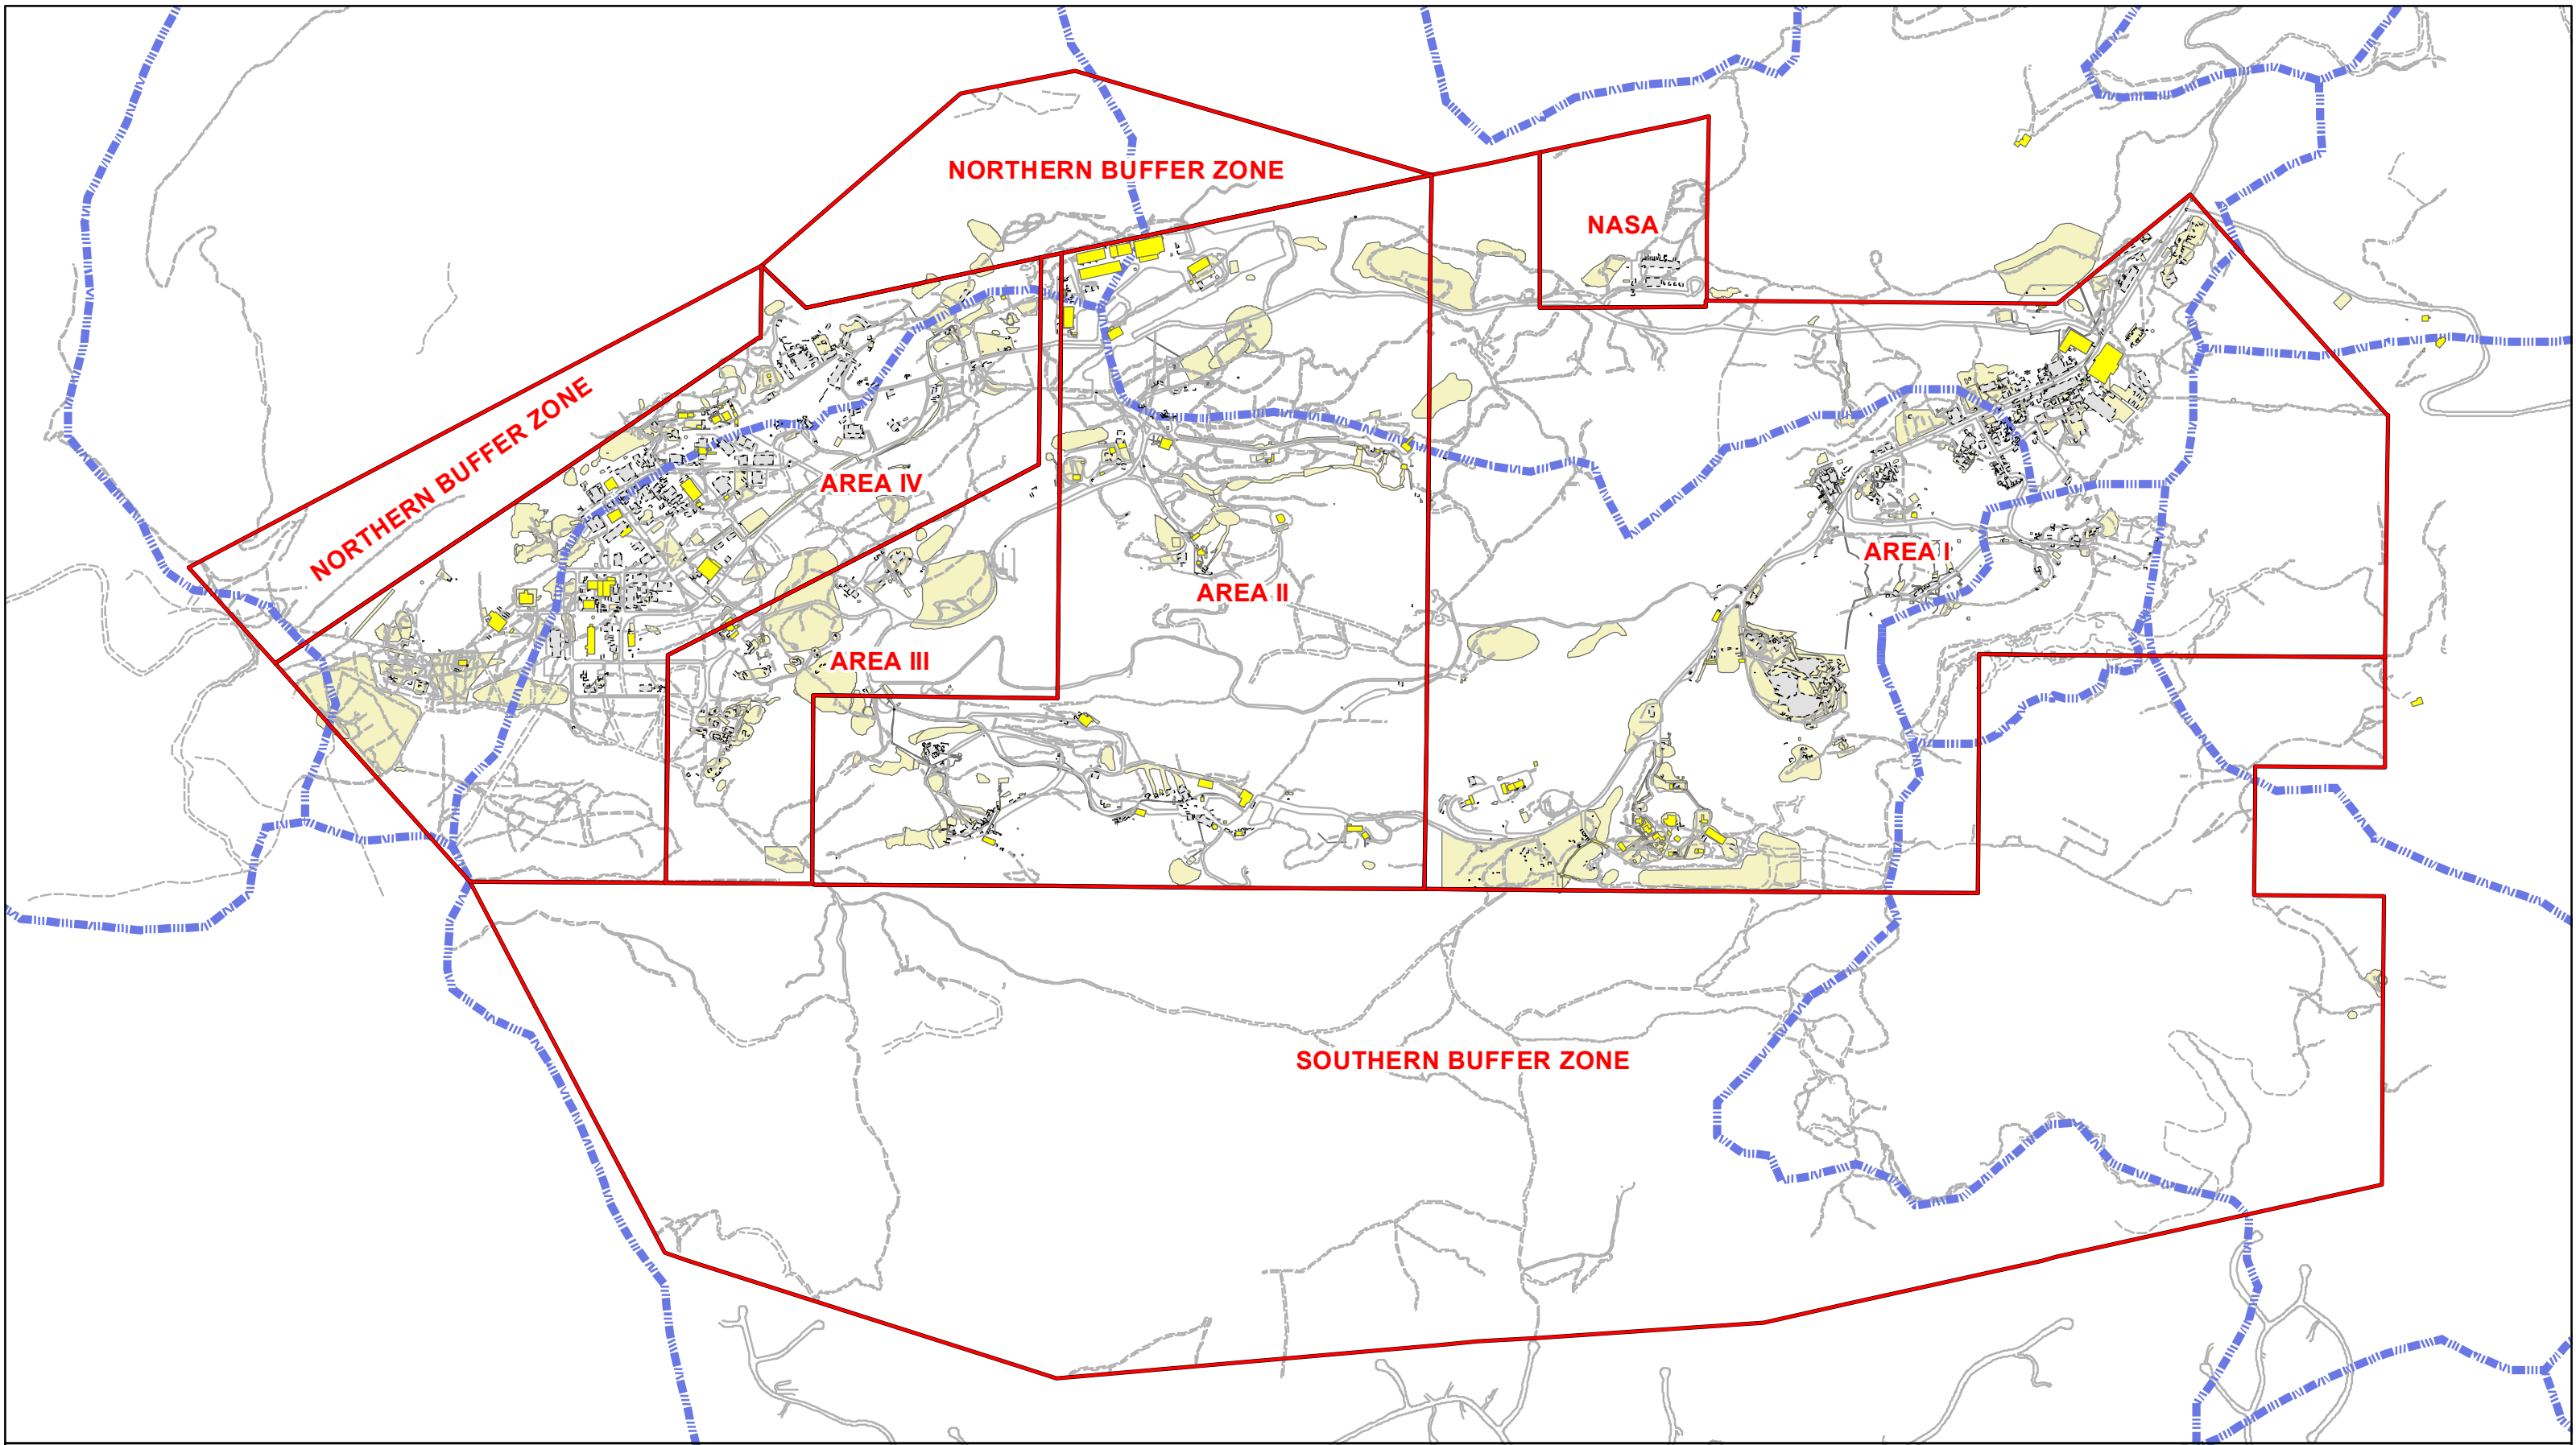 NORTHERN BUFFER ZONE
NASA
NORTHERN BUFFER ZONE
AREA IV
AREA I
AREA II
AREA III
SOUTHERN BUFFER ZONE